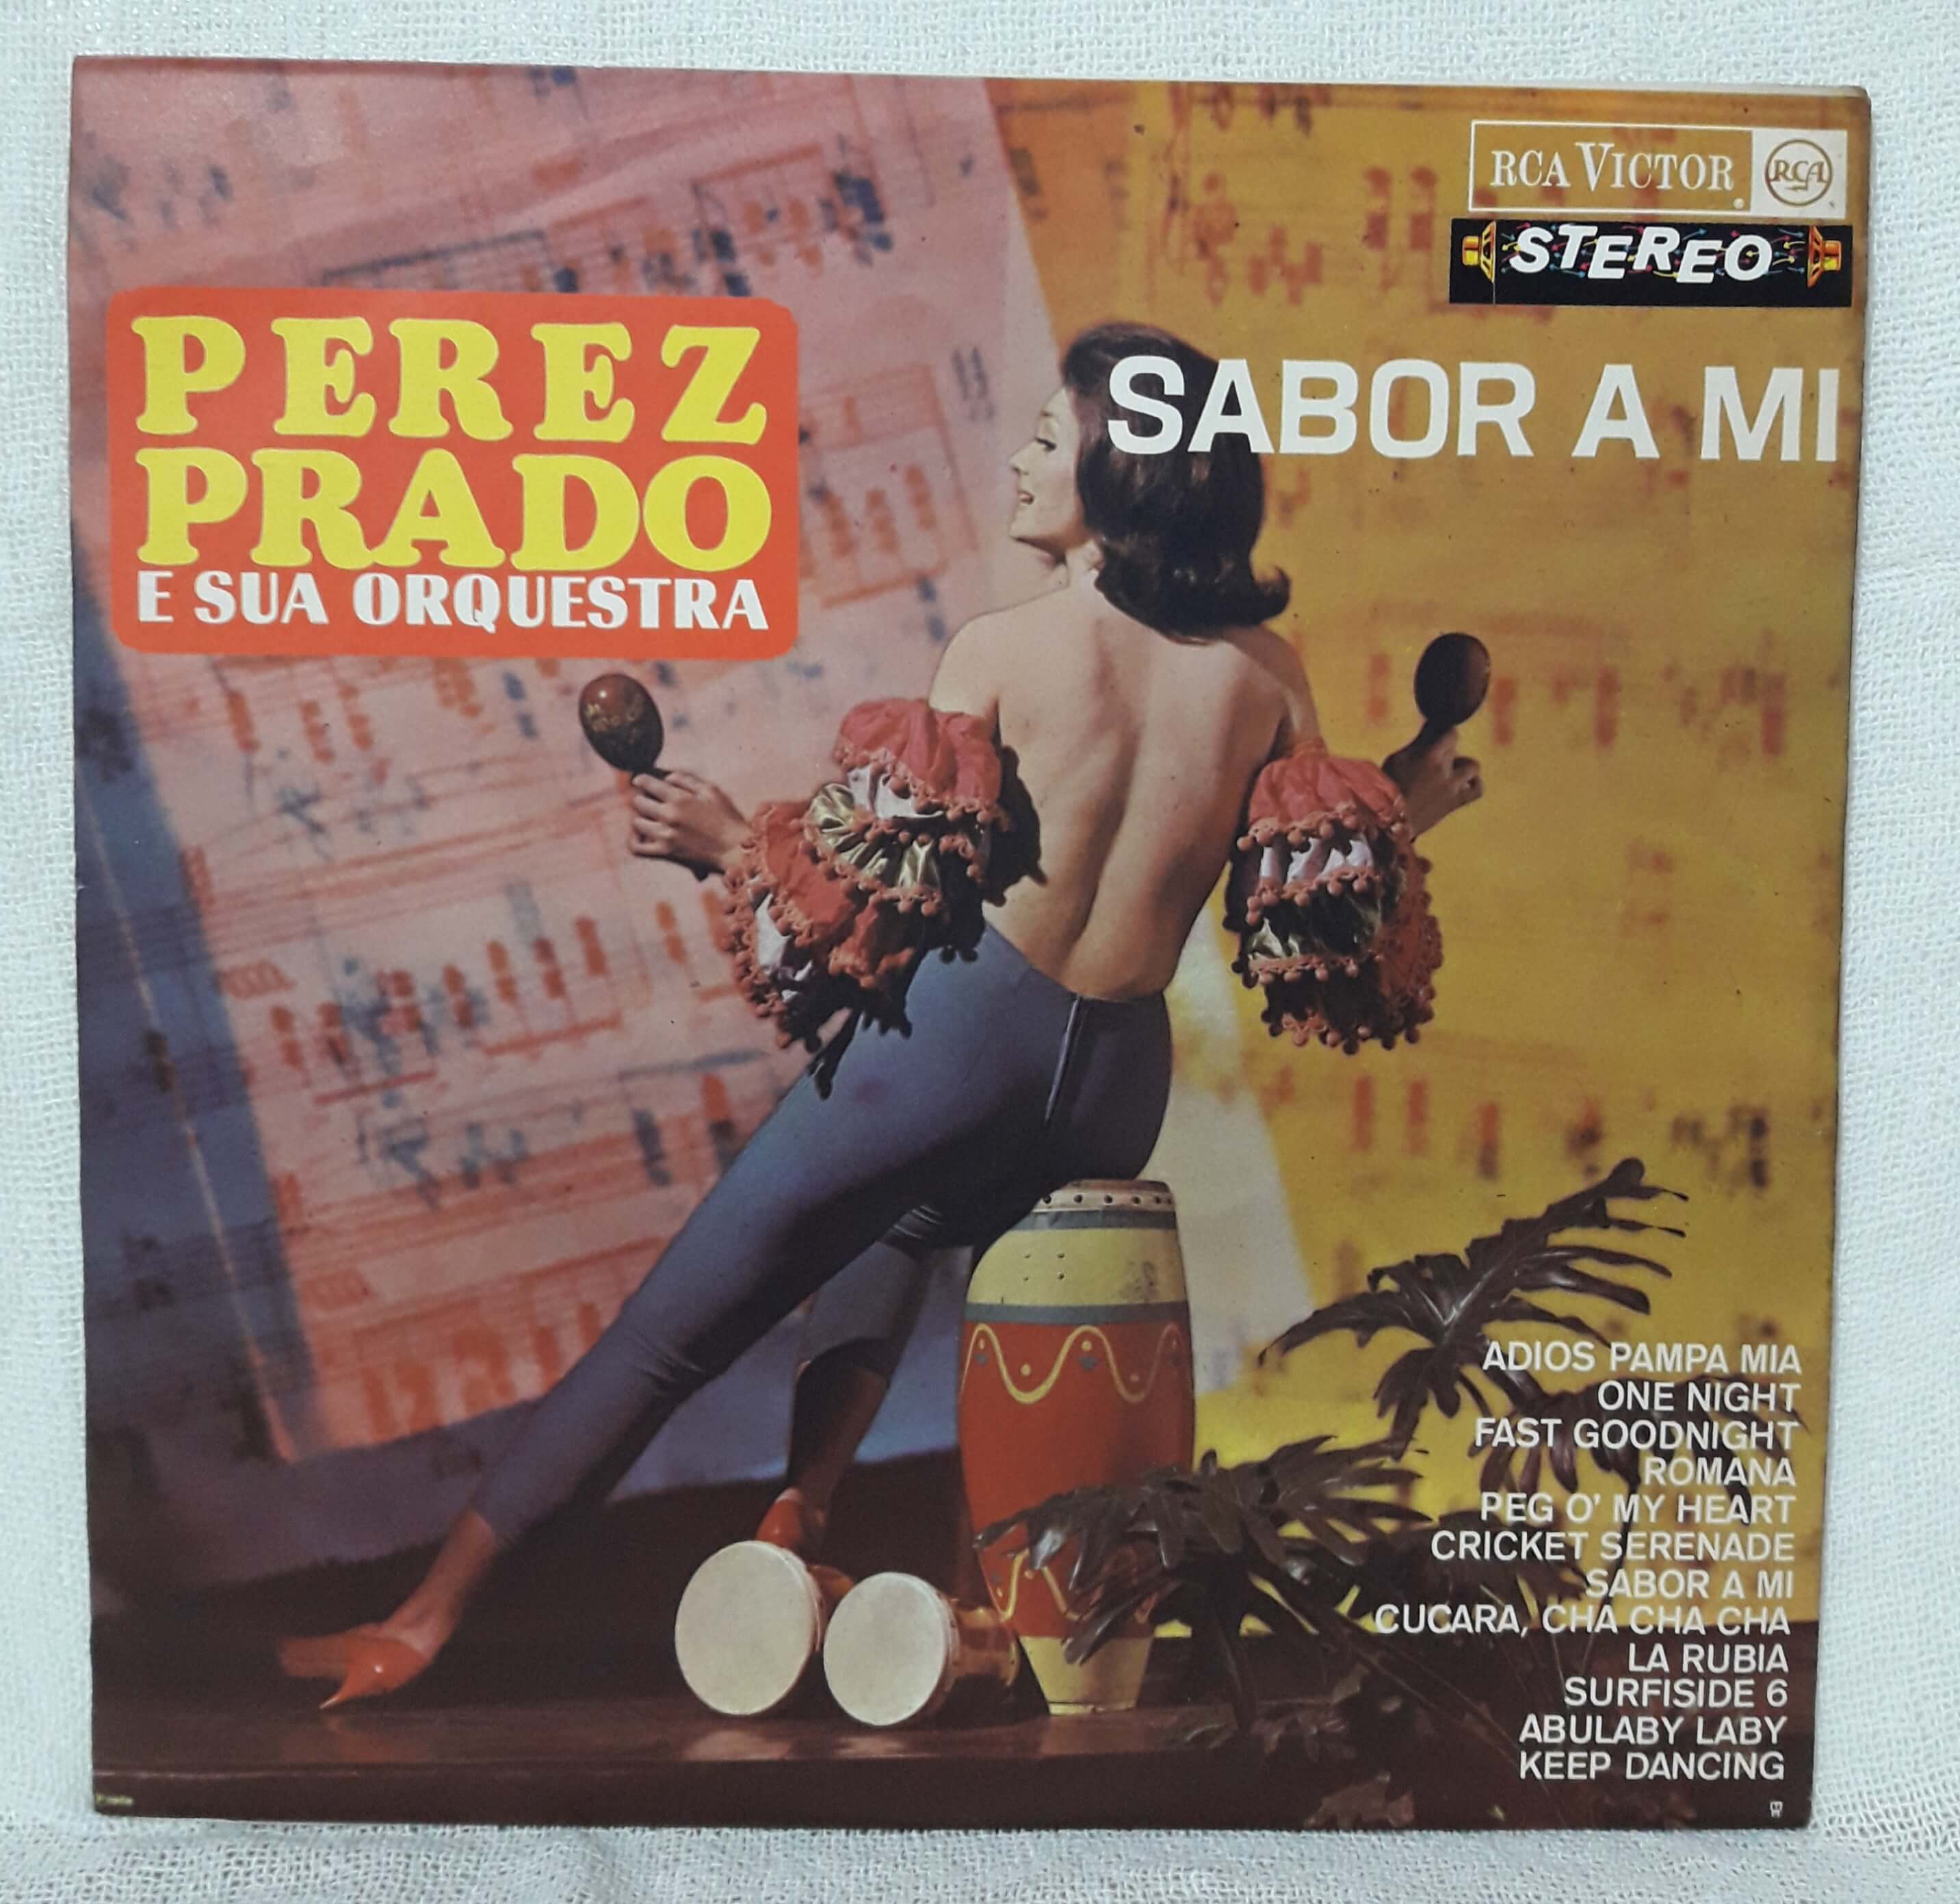 RCA VICTOR RCA
STEREO
PEREZ
PRADO
E SUA ORQUESTRA
SABOR A MI
ADIOS PAMPA MIA
ONE NIGHT
FAST GOODNIGHT
ROMANA
PEG O' MY HEART
CRICKET SERENADE
SABOR A MI
CUCARA, CHA CHA CHA
LA RUBIA
SURFISIDE 6
ABULABY LABY
KEEP DANCING